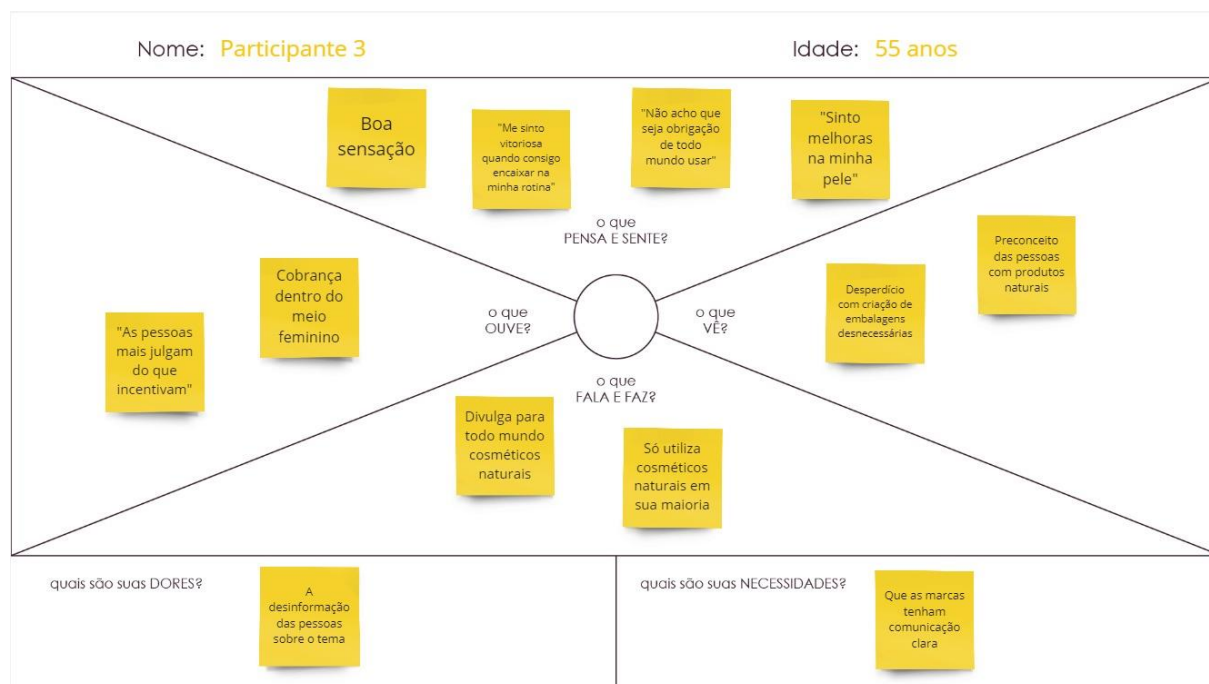 Nome: Participante 3
Idade: 55 anos
Boa
sensação
"Me sinto
vitoriosa
quando consigo
encaixar na
minha rotina"
"Não acho que
seja obrigação
de todo
mundo usar"
"Sinto
melhoras
na minha
pele"
o que
PENSA E SENTE?
"As pessoas
mais julgam
do que
incentivam"
Cobrança
dentro do
meio
feminino
o que
OUVE?
o que
VÊ?
Desperdício
com criação de
embalagens
desnecessárias
Preconceito
das pessoas
com produtos
naturais
o que
FALA E FAZ?
Divulga para
todo mundo
cosméticos
naturais
Só utiliza
cosméticos
naturais em
sua maioria
quais são suas DORES?
A
desinformação
das pessoas
sobre o tema
quais são suas NECESSIDADES?
Que as marcas
tenham
comunicação
clara